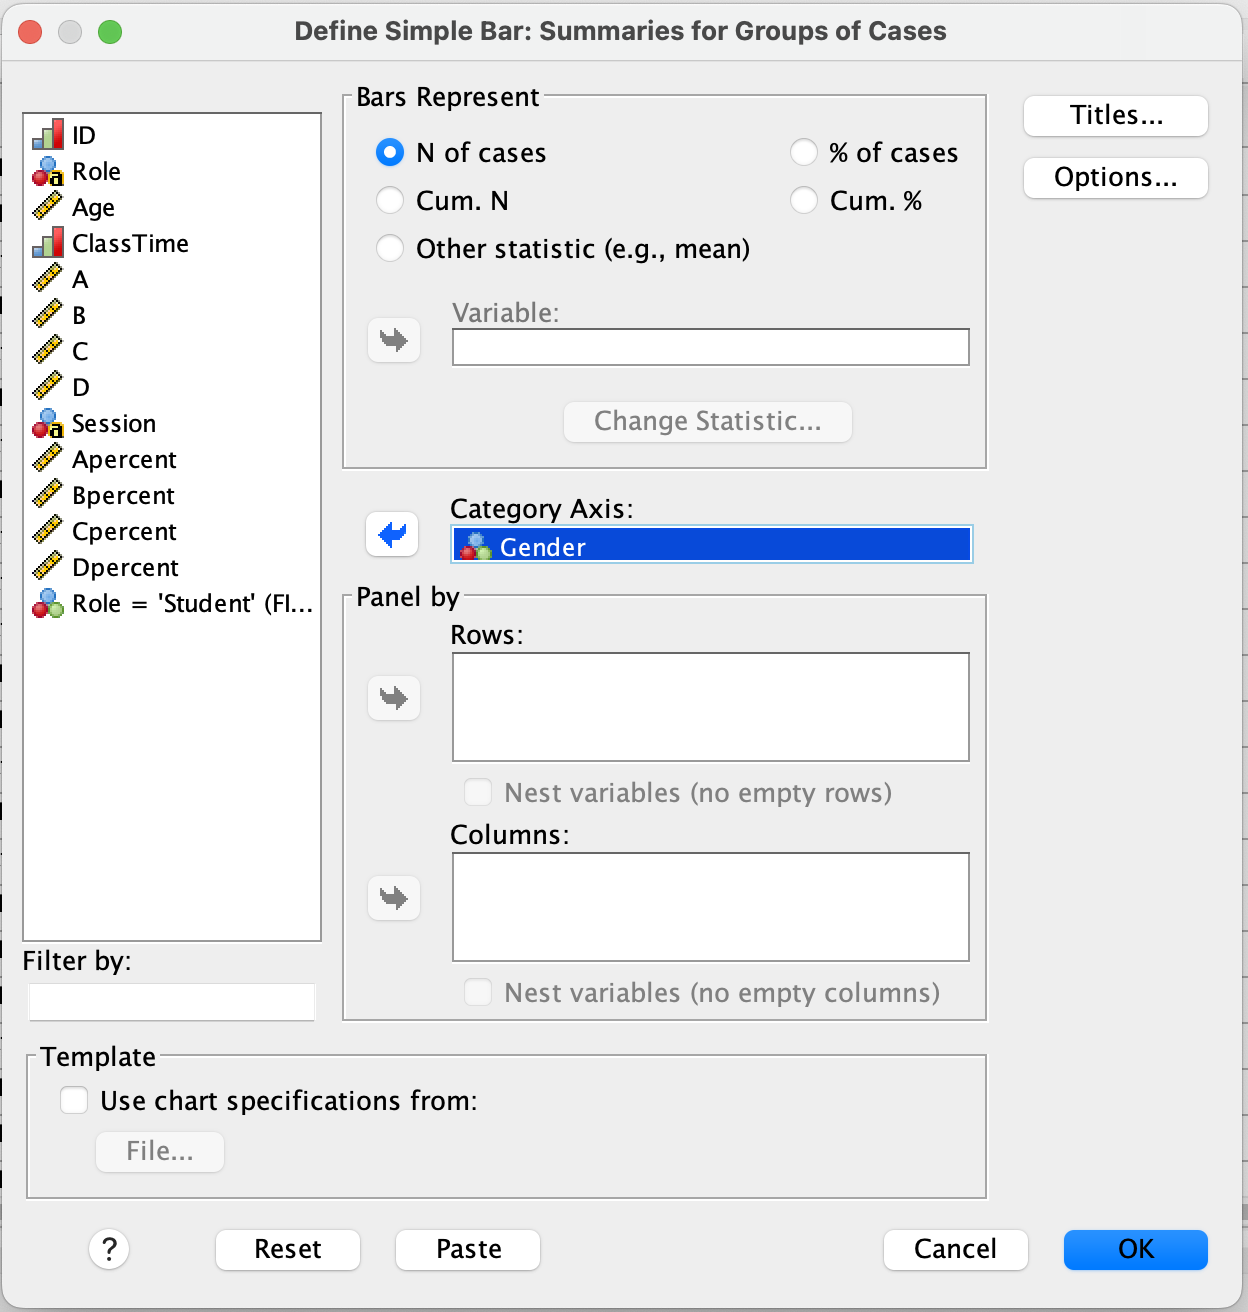 Define Simple Bar: Summaries for Groups of Cases
ID
Role
Age
ClassTime
A
B
C
D
Session
Apercent
Bpercent
Cpercent
Dpercent
Role = 'Student' (FI...
Filter by:
Bars Represent
N of cases
% of cases
Cum. N
Cum. %
Other statistic (e.g., mean)
Variable:
Change Statistic...
Category Axis:
Gender
Panel by
Rows:
Nest variables (no empty rows)
Columns:
Nest variables (no empty columns)
Titles...
Options...
Template
Use chart specifications from:
File...
?
Reset
Paste
Cancel
OK